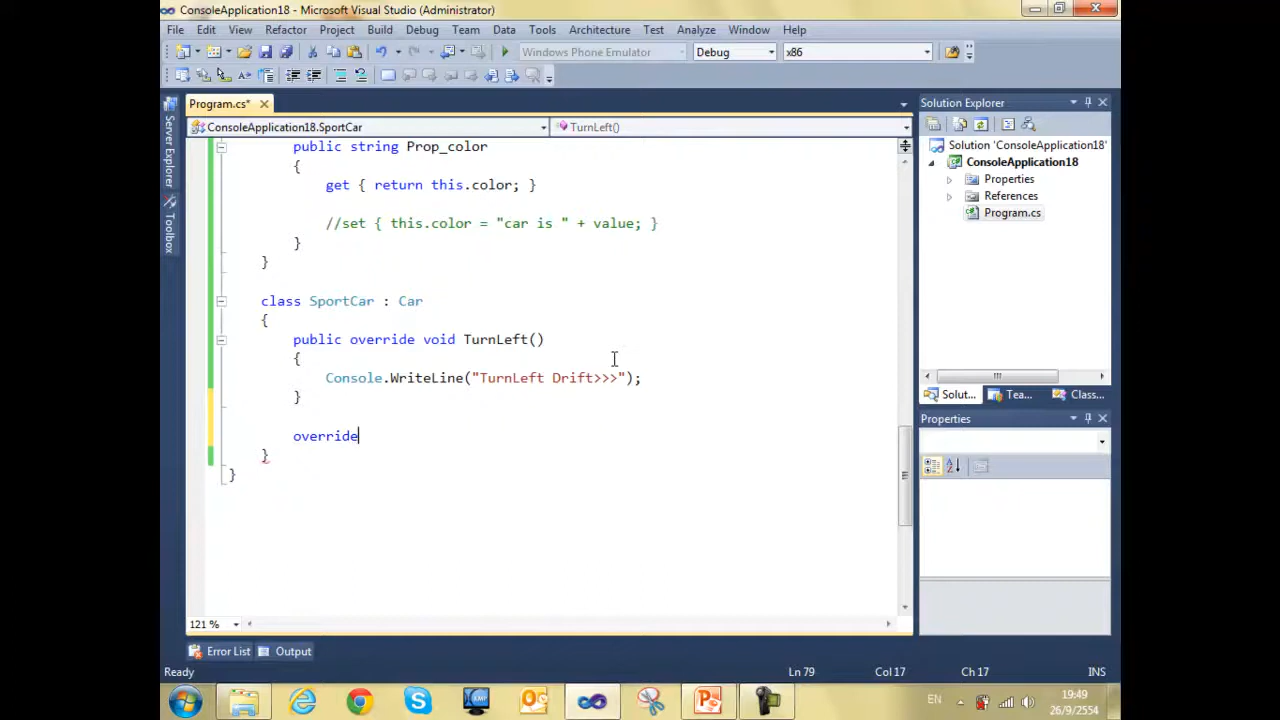 ConsoleApplication18 - Microsoft Visual Studio (Administrator)
File Edit View Refactor Project Build Debug Team Data Tools Architecture Test Analyze Window Help
Windows Phone Emulator Debug x86
Program.cs*
Solution Explorer
ConsoleApplication18.SportCar TurnLeft()
Server Explorer
Toolbox
public string Prop_color
{
get { return this.color; }
//set { this.color = "car is " + value; }
}
}
class SportCar : Car
{
public override void TurnLeft()
{
Console.WriteLine("TurnLeft Drift>>>");
}
override
}
}
Solution 'ConsoleApplication18'
ConsoleApplication18
Properties
References
Program.cs
Solut... Tea... Class...
Properties
121 %
Error List Output
Ready Ln 79 Col 17 Ch 17 INS
EN 19:49
26/9/2554